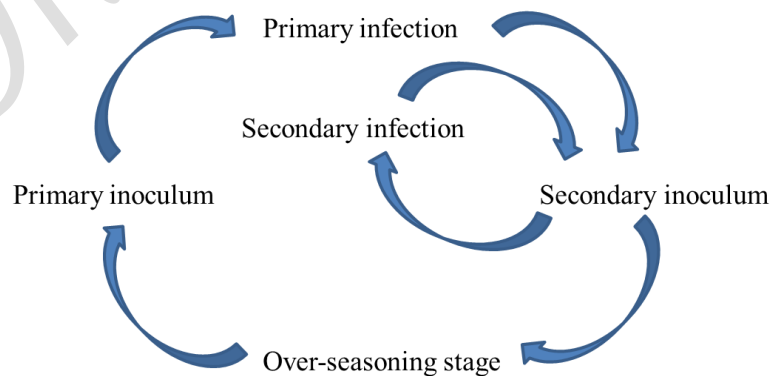 Primary infection
Secondary infection
Primary inoculum
Secondary inoculum
Over-seasoning stage